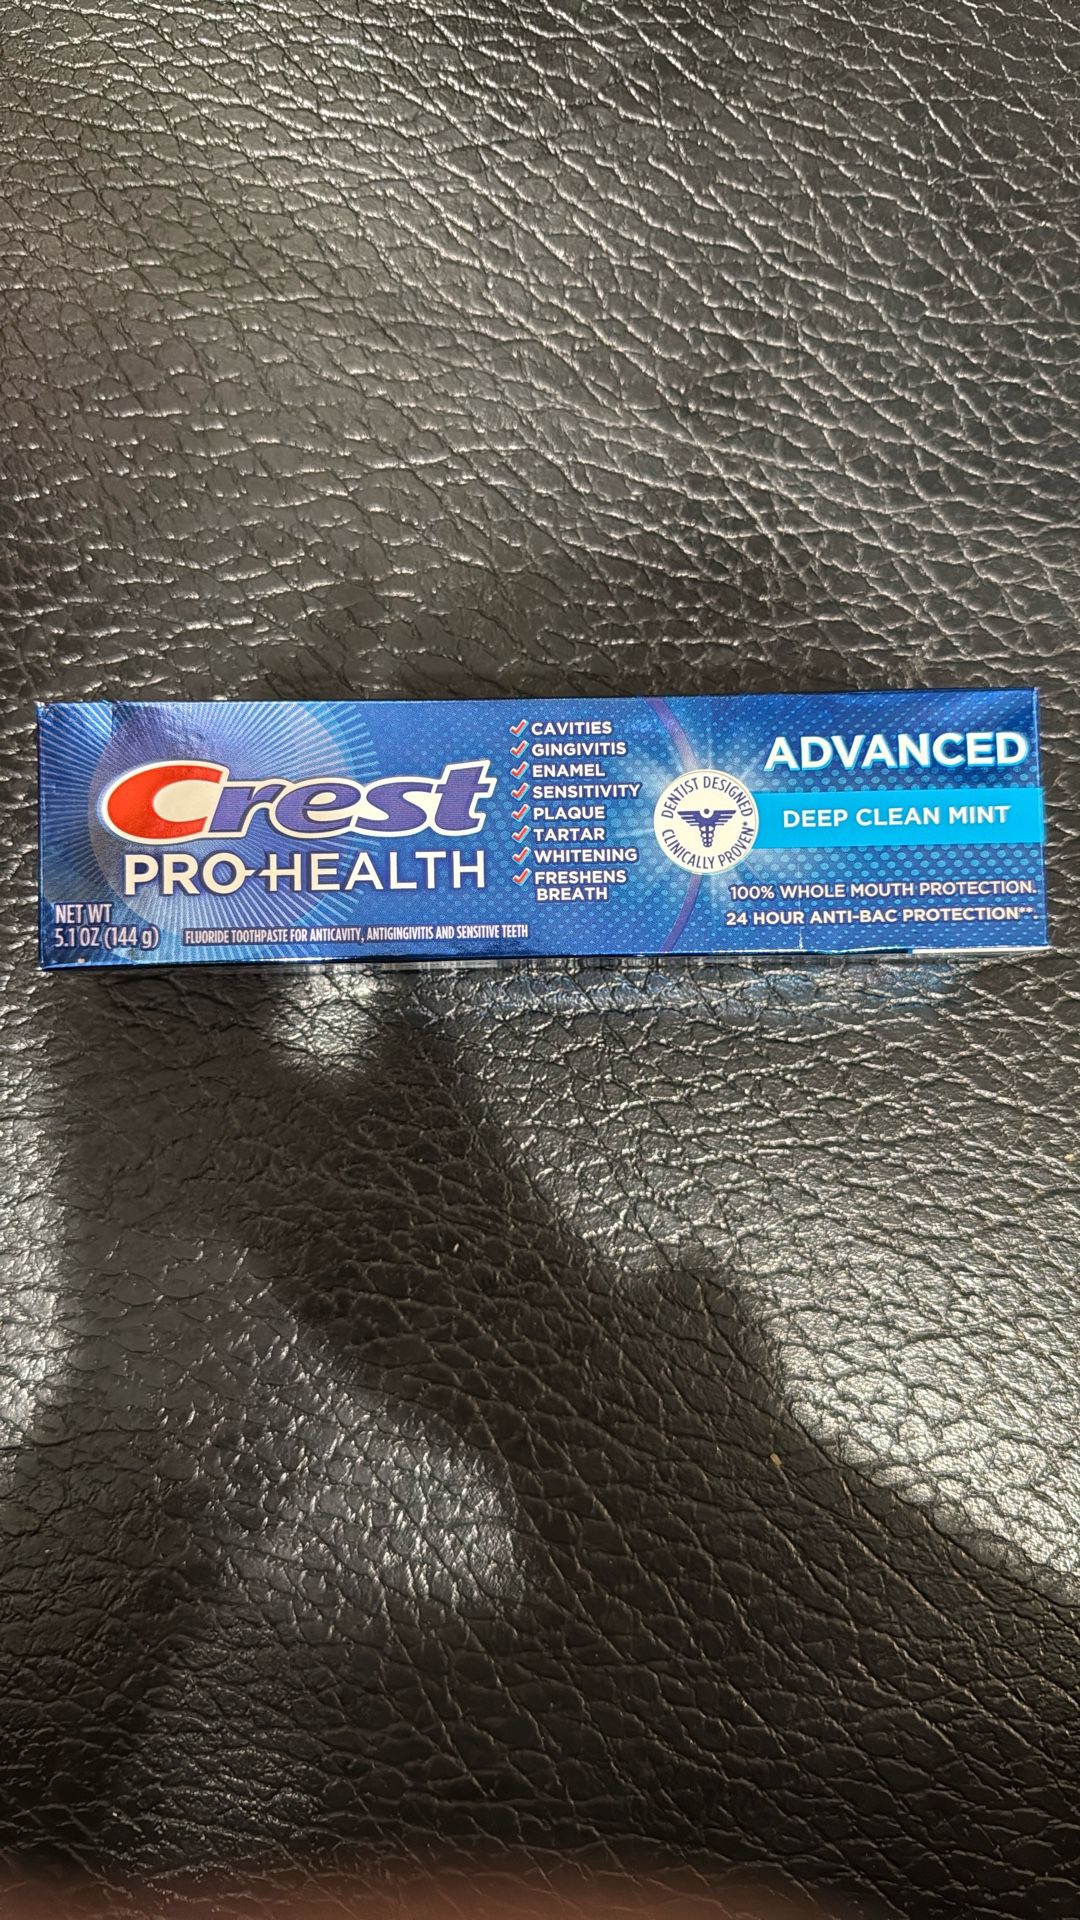 Crest
PRO-HEALTH
NET WT
5.1 OZ (144 g)
FLUORIDE TOOTHPASTE FOR ANTICAVITY, ANTIGINGIVITIS AND SENSITIVE TEETH
CAVITIES
GINGIVITIS
ENAMEL
SENSITIVITY
PLAQUE
TARTAR
WHITENING
FRESHENS
BREATH
DENTIST DESIGNED
CLINICALLY PROVEN*
ADVANCED
DEEP CLEAN MINT
100% WHOLE MOUTH PROTECTION.
24 HOUR ANTI-BAC PROTECTION**.